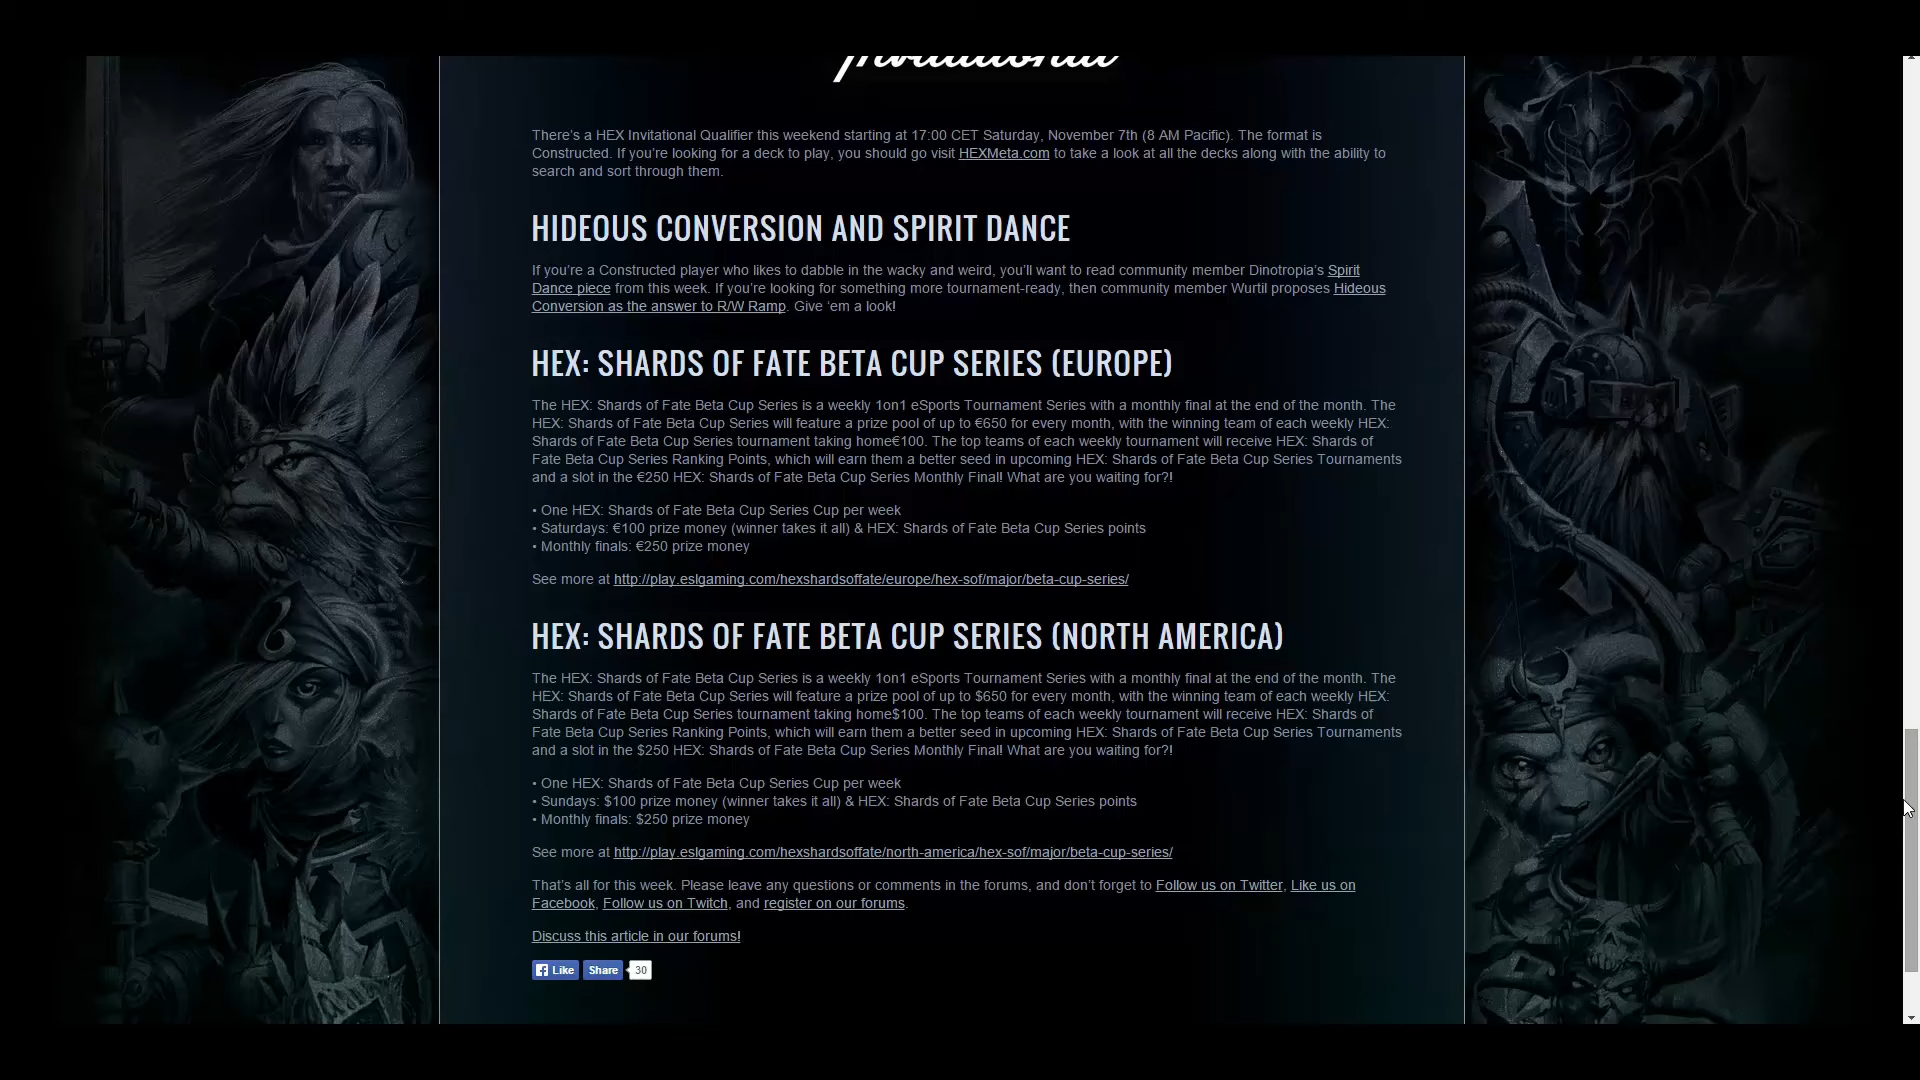 Invitational
There's a HEX Invitational Qualifier this weekend starting at 17:00 CET Saturday, November 7th (8 AM Pacific). The format is
Constructed. If you're looking for a deck to play, you should go visit HEXMeta.com to take a look at all the decks along with the ability to
search and sort through them.
HIDEOUS CONVERSION AND SPIRIT DANCE
If you're a Constructed player who likes to dabble in the wacky and weird, you'll want to read community member Dinotropia's Spirit
Dance piece from this week. If you're looking for something more tournament-ready, then community member Wurtil proposes Hideous
Conversion as the answer to R/W Ramp. Give ‘em a look!
HEX: SHARDS OF FATE BETA CUP SERIES (EUROPE)
The HEX: Shards of Fate Beta Cup Series is a weekly 1on1 eSports Tournament Series with a monthly final at the end of the month. The
HEX: Shards of Fate Beta Cup Series will feature a prize pool of up to €650 for every month, with the winning team of each weekly HEX:
Shards of Fate Beta Cup Series tournament taking home€100. The top teams of each weekly tournament will receive HEX: Shards of
Fate Beta Cup Series Ranking Points, which will earn them a better seed in upcoming HEX: Shards of Fate Beta Cup Series Tournaments
and a slot in the €250 HEX: Shards of Fate Beta Cup Series Monthly Final! What are you waiting for?!
• One HEX: Shards of Fate Beta Cup Series Cup per week
• Saturdays: €100 prize money (winner takes it all) & HEX: Shards of Fate Beta Cup Series points
• Monthly finals: €250 prize money
See more at http://play.eslgaming.com/hexshardsoffate/europe/hex-sof/major/beta-cup-series/
HEX: SHARDS OF FATE BETA CUP SERIES (NORTH AMERICA)
The HEX: Shards of Fate Beta Cup Series is a weekly 1on1 eSports Tournament Series with a monthly final at the end of the month. The
HEX: Shards of Fate Beta Cup Series will feature a prize pool of up to $650 for every month, with the winning team of each weekly HEX:
Shards of Fate Beta Cup Series tournament taking home$100. The top teams of each weekly tournament will receive HEX: Shards of
Fate Beta Cup Series Ranking Points, which will earn them a better seed in upcoming HEX: Shards of Fate Beta Cup Series Tournaments
and a slot in the $250 HEX: Shards of Fate Beta Cup Series Monthly Final! What are you waiting for?!
• One HEX: Shards of Fate Beta Cup Series Cup per week
• Sundays: $100 prize money (winner takes it all) & HEX: Shards of Fate Beta Cup Series points
• Monthly finals: $250 prize money
See more at http://play.eslgaming.com/hexshardsoffate/north-america/hex-sof/major/beta-cup-series/
That's all for this week. Please leave any questions or comments in the forums, and don't forget to Follow us on Twitter, Like us on
Facebook, Follow us on Twitch, and register on our forums.
Discuss this article in our forums!
Like Share 30